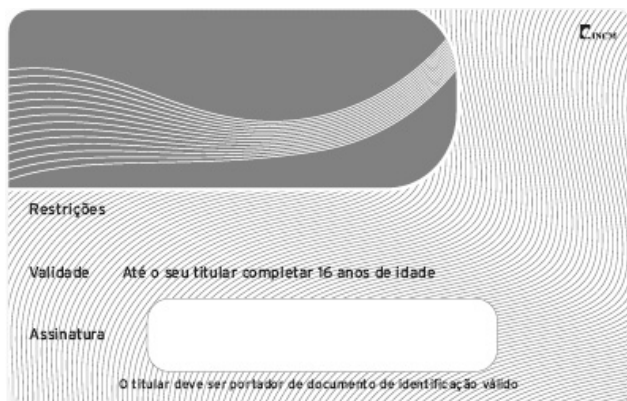 INCM
Restrições
Validade Até o seu titular completar 16 anos de idade
Assinatura
O titular deve ser portador de documento de identificação válido